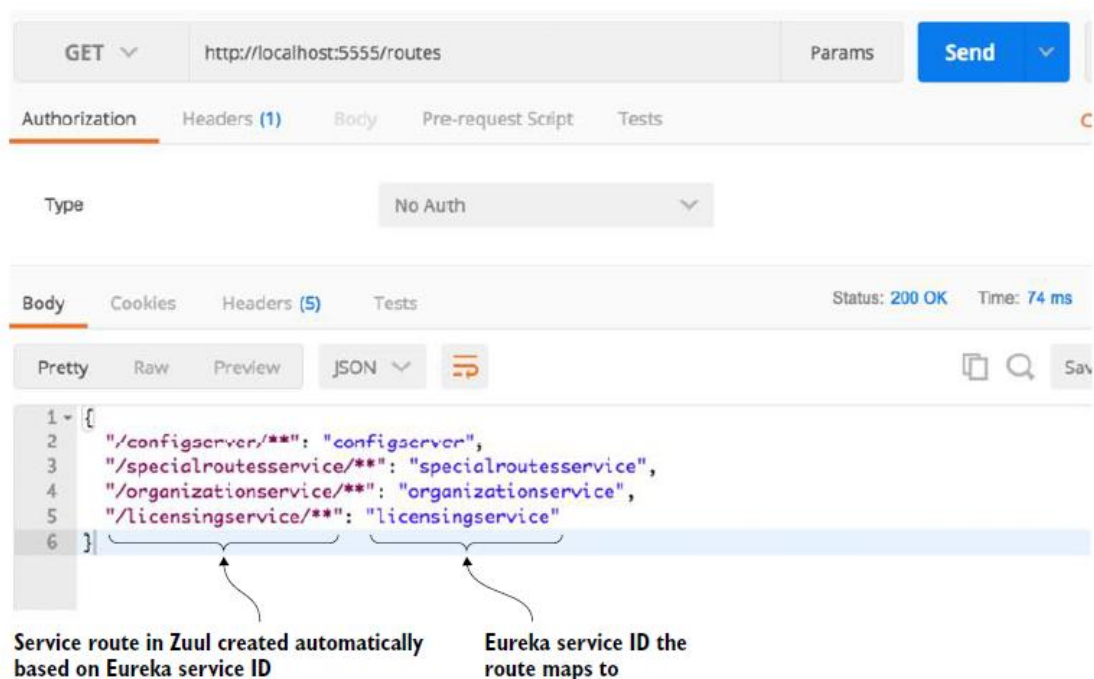 GET http://localhost:5555/routes Params Send
Authorization Headers (1) Body Pre-request Script Tests
Type No Auth
Body Cookies Headers (5) Tests Status: 200 OK Time: 74 ms
Pretty Raw Preview JSON
1 {
2 "/configserver/**": "configserver",
3 "/specialroutesservice/**": "specialroutesservice",
4 "/organizationservice/**": "organizationservice",
5 "/licensingservice/**": "licensingservice"
6 }
Service route in Zuul created automatically
based on Eureka service ID
Eureka service ID the
route maps to